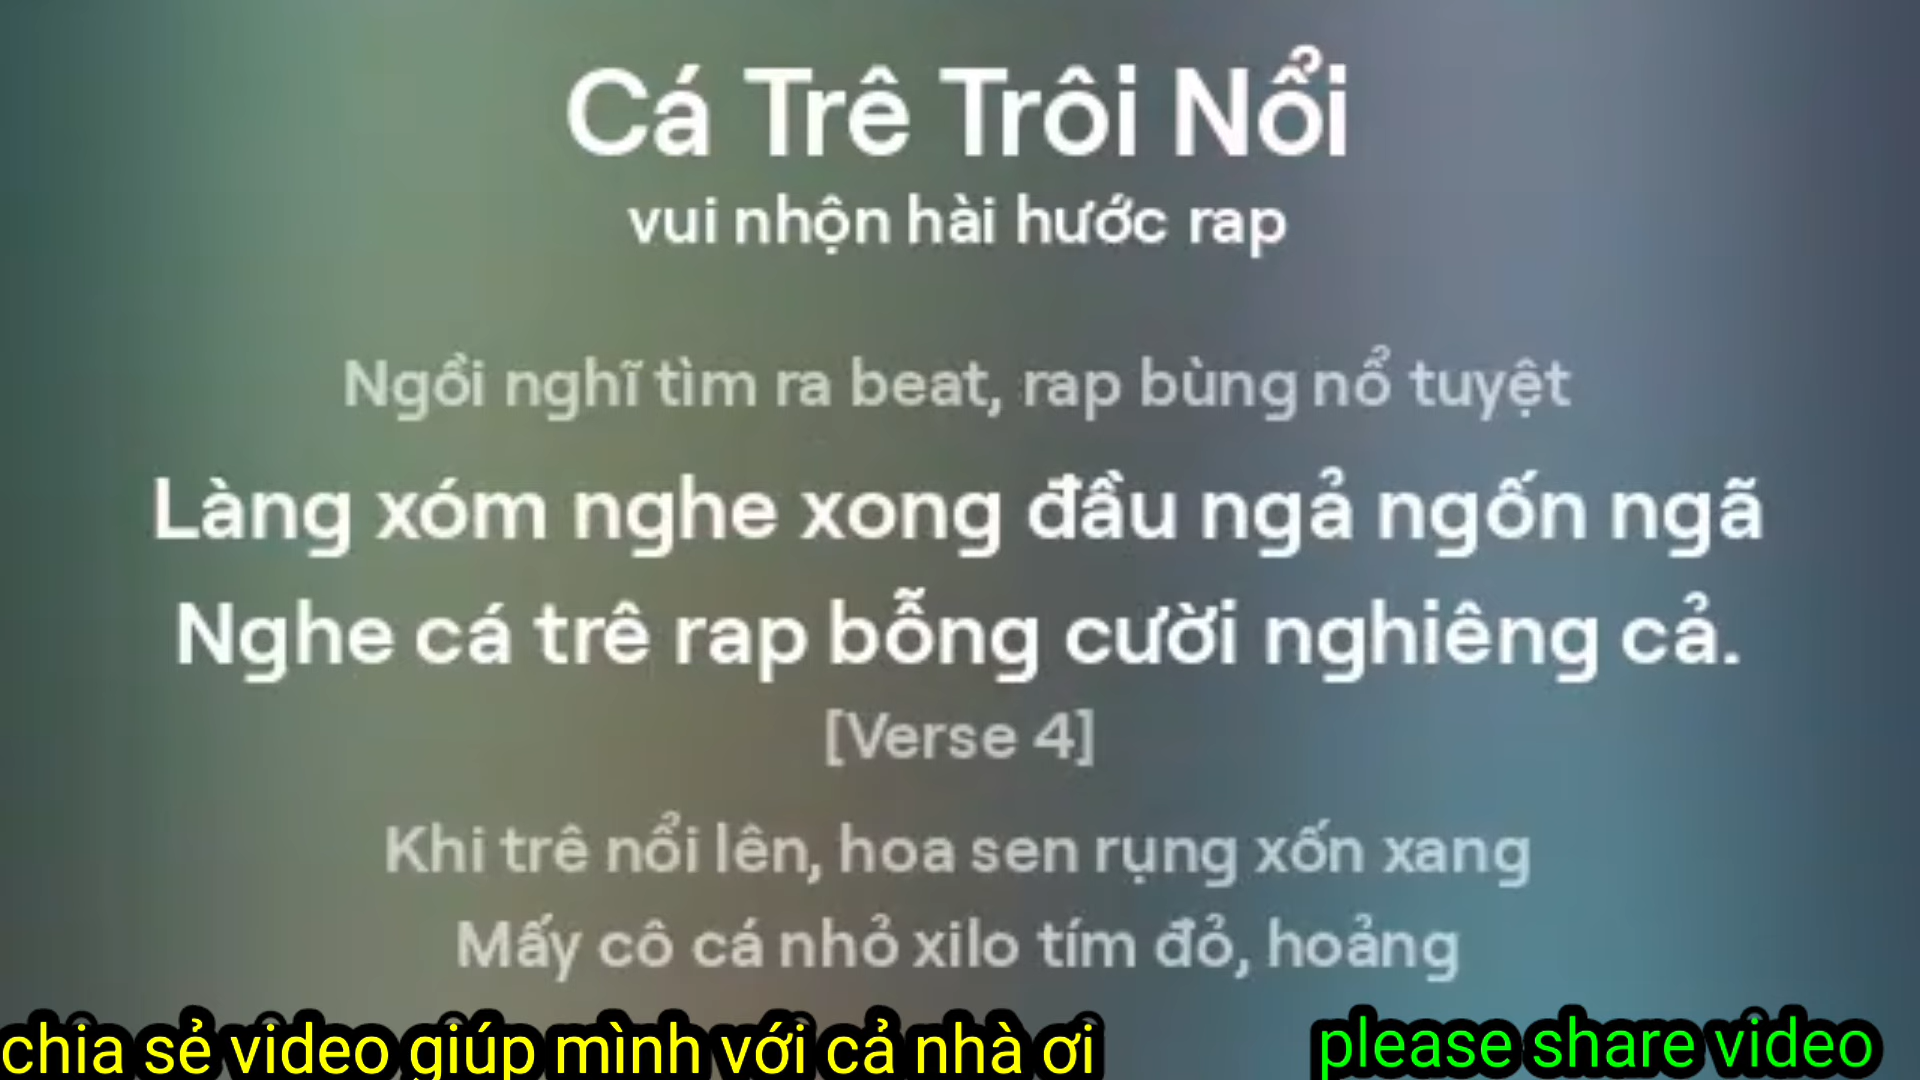 Cá Trê Trôi Nổi
vui nhộn hài hước rap
Ngồi nghĩ tìm ra beat, rap bùng nổ tuyệt
Làng xóm nghe xong đầu ngả ngốn ngã
Nghe cá trê rap bỗng cười nghiêng cả.
[Verse 4]
Khi trê nổi lên, hoa sen rụng xốn xang
Mấy cô cá nhỏ xilo tím đỏ, hoảng
chia sẻ video giúp mình với cả nhà ơi
please share video